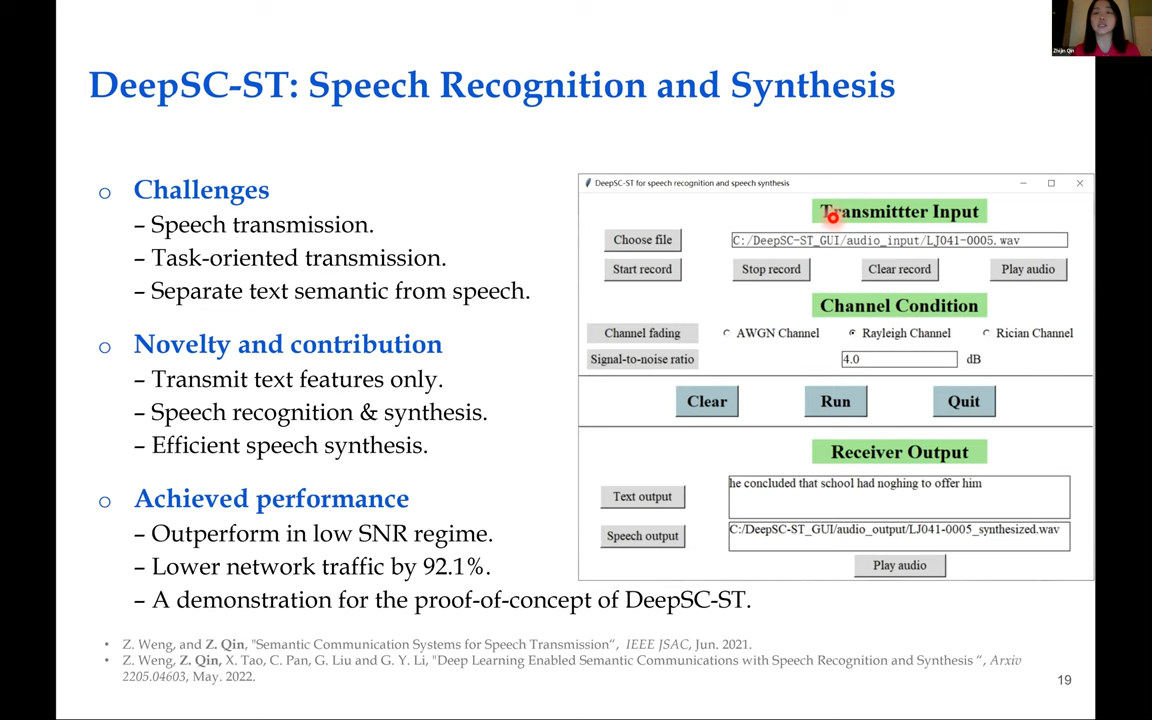 Zhijin Qin
DeepSC-ST: Speech Recognition and Synthesis
o Challenges
– Speech transmission.
– Task-oriented transmission.
– Separate text semantic from speech.
o Novelty and contribution
– Transmit text features only.
– Speech recognition & synthesis.
– Efficient speech synthesis.
o Achieved performance
– Outperform in low SNR regime.
– Lower network traffic by 92.1%.
– A demonstration for the proof-of-concept of DeepSC-ST.
DeepSC-ST for speech recognition and speech synthesis
Transmittter Input
Choose file C:/DeepSC-ST_GUI/audio_input/LJ041-0005.wav
Start record Stop record Clear record Play audio
Channel Condition
Channel fading AWGN Channel Rayleigh Channel Rician Channel
Signal-to-noise ratio 4.0 dB
Clear Run Quit
Receiver Output
Text output he concluded that school had noghing to offer him
Speech output C:/DeepSC-ST_GUI/audio_output/LJ041-0005_synthesized.wav
Play audio
• Z. Weng, and Z. Qin, "Semantic Communication Systems for Speech Transmission“, IEEE JSAC, Jun. 2021.
• Z. Weng, Z. Qin, X. Tao, C. Pan, G. Liu and G. Y. Li, "Deep Learning Enabled Semantic Communications with Speech Recognition and Synthesis “, Arxiv
2205.04603, May. 2022.
19